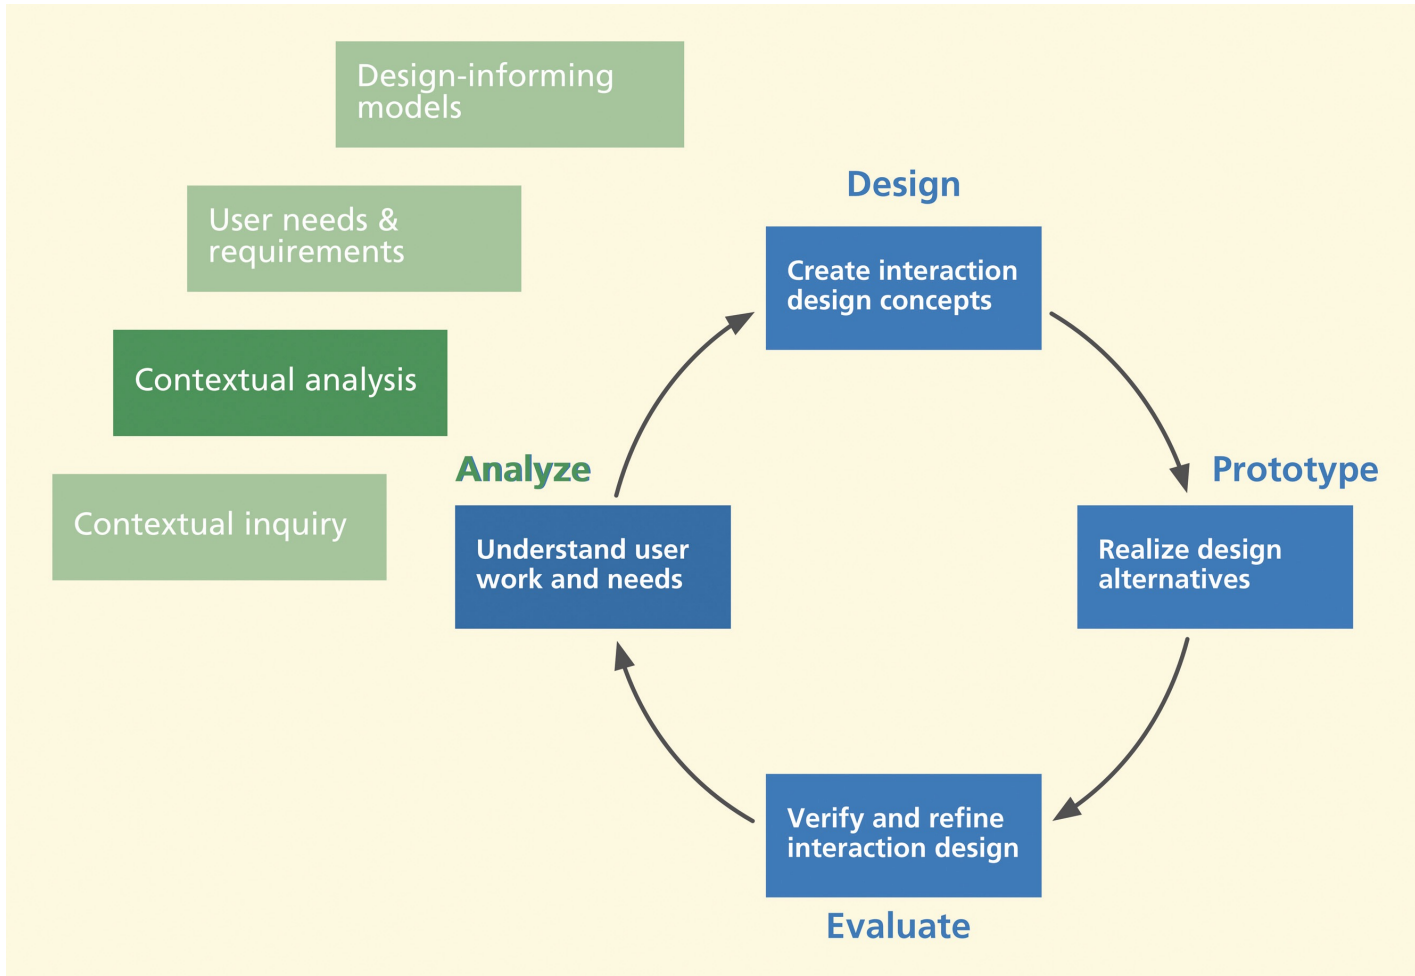 Design-informing
models
User needs &
requirements
Contextual analysis
Contextual inquiry
Analyze
Understand user
work and needs
Design
Create interaction
design concepts
Prototype
Realize design
alternatives
Verify and refine
interaction design
Evaluate